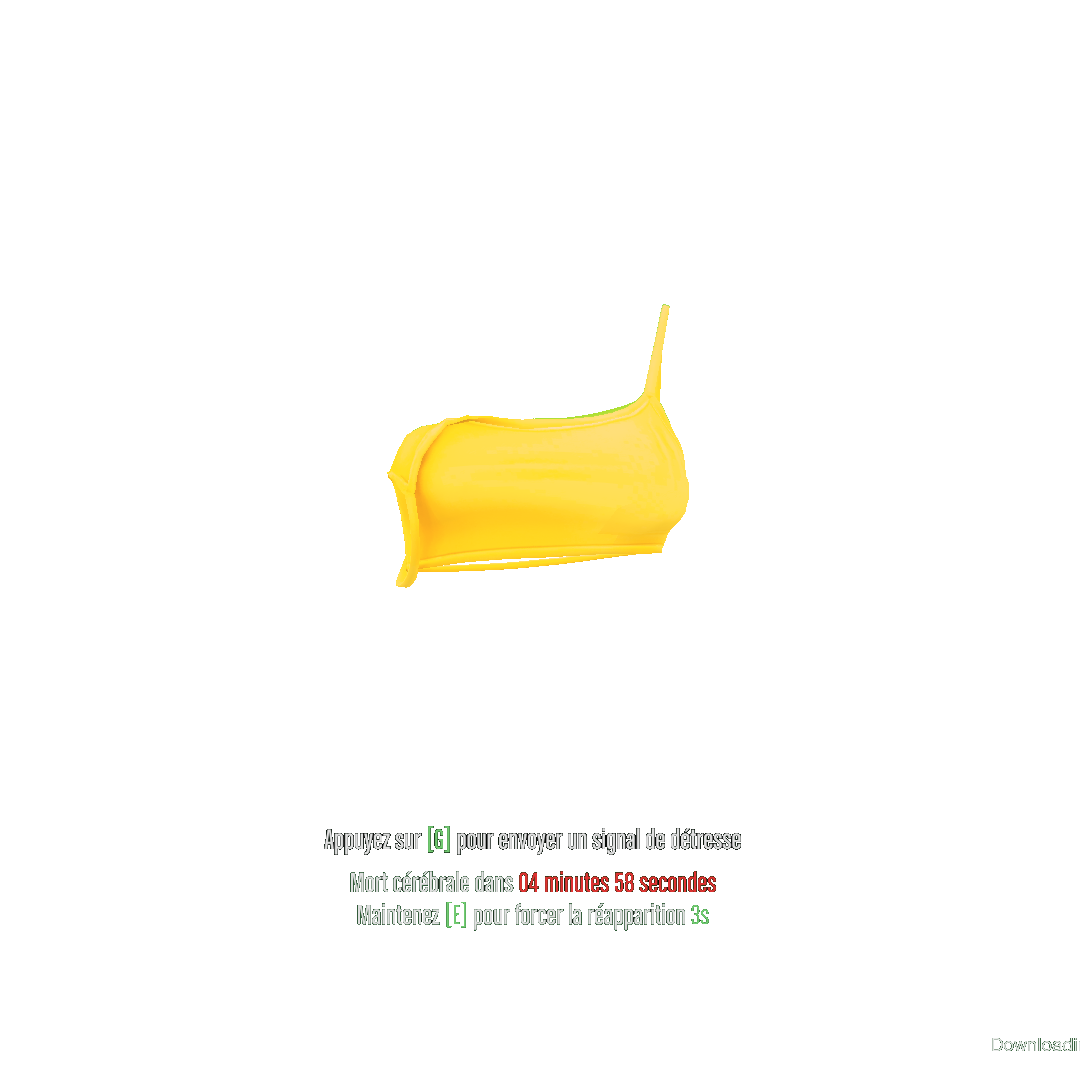 Appuyez sur [G] pour envoyer un signal de détresse
Mort cérébrale dans 04 minutes 58 secondes
Maintenez [E] pour forcer la réapparition 3s